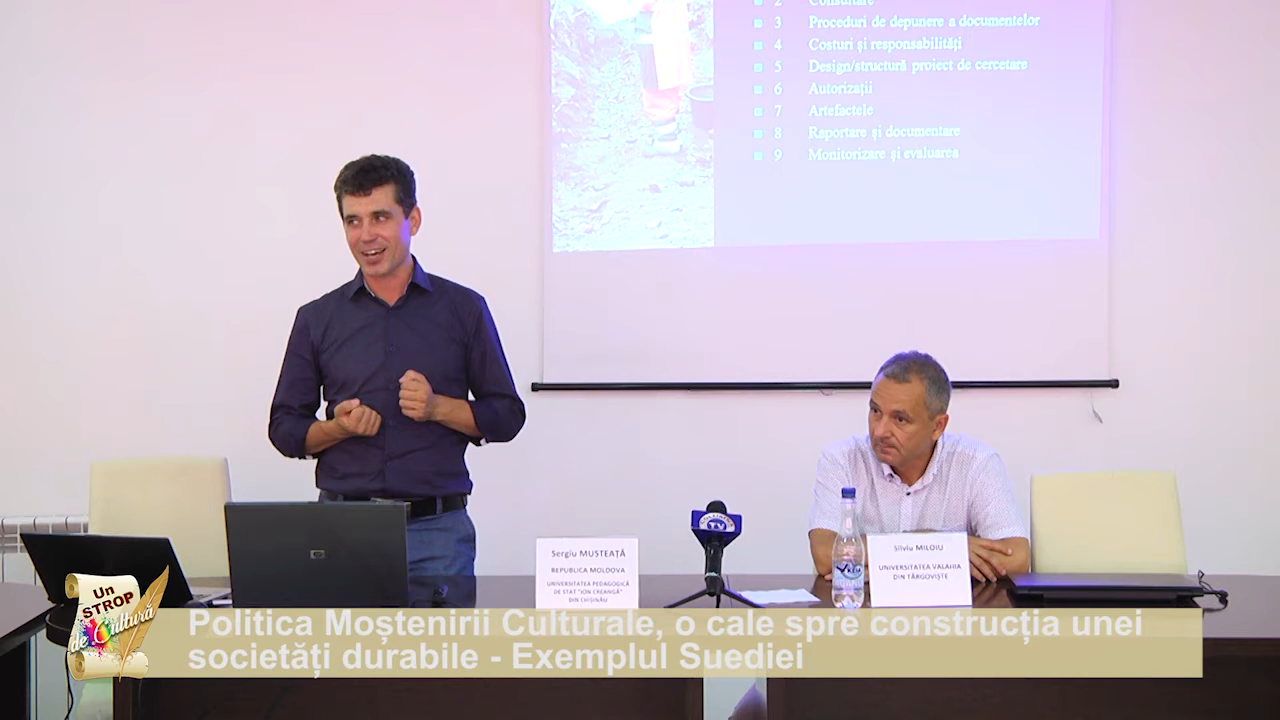 2 Consultare
3 Proceduri de depunere a documentelor
4 Costuri și responsabilități
5 Design/structură proiect de cercetare
6 Autorizații
7 Artefactele
8 Raportare și documentare
9 Monitorizare și evaluarea
hp
TV
Sergiu MUSTEAȚĂ
REPUBLICA MOLDOVA
UNIVERSITATEA PEDAGOGICĂ
DE STAT "ION CREANGĂ"
DIN CHIȘINĂU
Silviu MILOIU
UNIVERSITATEA VALAHIA
DIN TÂRGOVIȘTE
Un
STROP
de Cultură
Politica Moștenirii Culturale, o cale spre construcția unei
societăți durabile - Exemplul Suediei